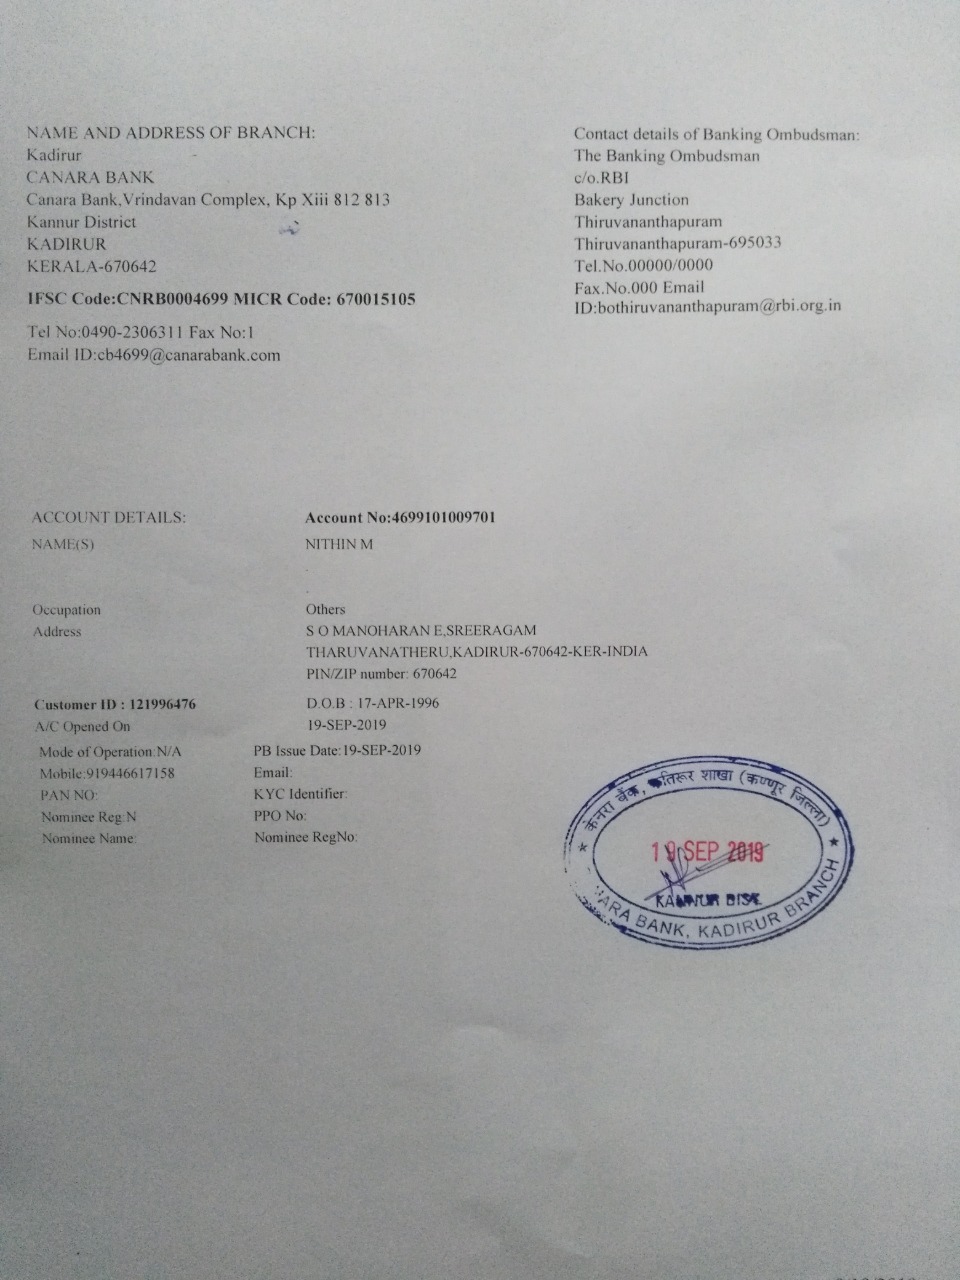 NAME AND ADDRESS OF BRANCH:
Kadirur
CANARA BANK
Canara Bank,Vrindavan Complex, Kp Xiii 812 813
Kannur District
KADIRUR
KERALA-670642
IFSC Code:CNRB0004699 MICR Code: 670015105
Tel No:0490-2306311 Fax No:1
Email ID:cb4699@canarabank.com
Contact details of Banking Ombudsman:
The Banking Ombudsman
c/o.RBI
Bakery Junction
Thiruvananthapuram
Thiruvananthapuram-695033
Tel.No.00000/0000
Fax.No.000 Email
ID:bothiruvananthapuram@rbi.org.in
ACCOUNT DETAILS: Account No:4699101009701
NAME(S) NITHIN M
Occupation Others
Address S O MANOHARAN E,SREERAGAM
THARUVANATHERU,KADIRUR-670642-KER-INDIA
PIN/ZIP number: 670642
Customer ID : 121996476 D.O.B : 17-APR-1996
A/C Opened On 19-SEP-2019
Mode of Operation:N/A PB Issue Date:19-SEP-2019
Mobile:919446617158 Email:
PAN NO: KYC Identifier:
Nominee Reg:N PPO No:
Nominee Name: Nominee RegNo:
केनरा बैंक, शाखा (कण्णूर जिल्ला)
19 SEP 2019
KANNUR DIST.
BANK, KADIRUR BRANCH